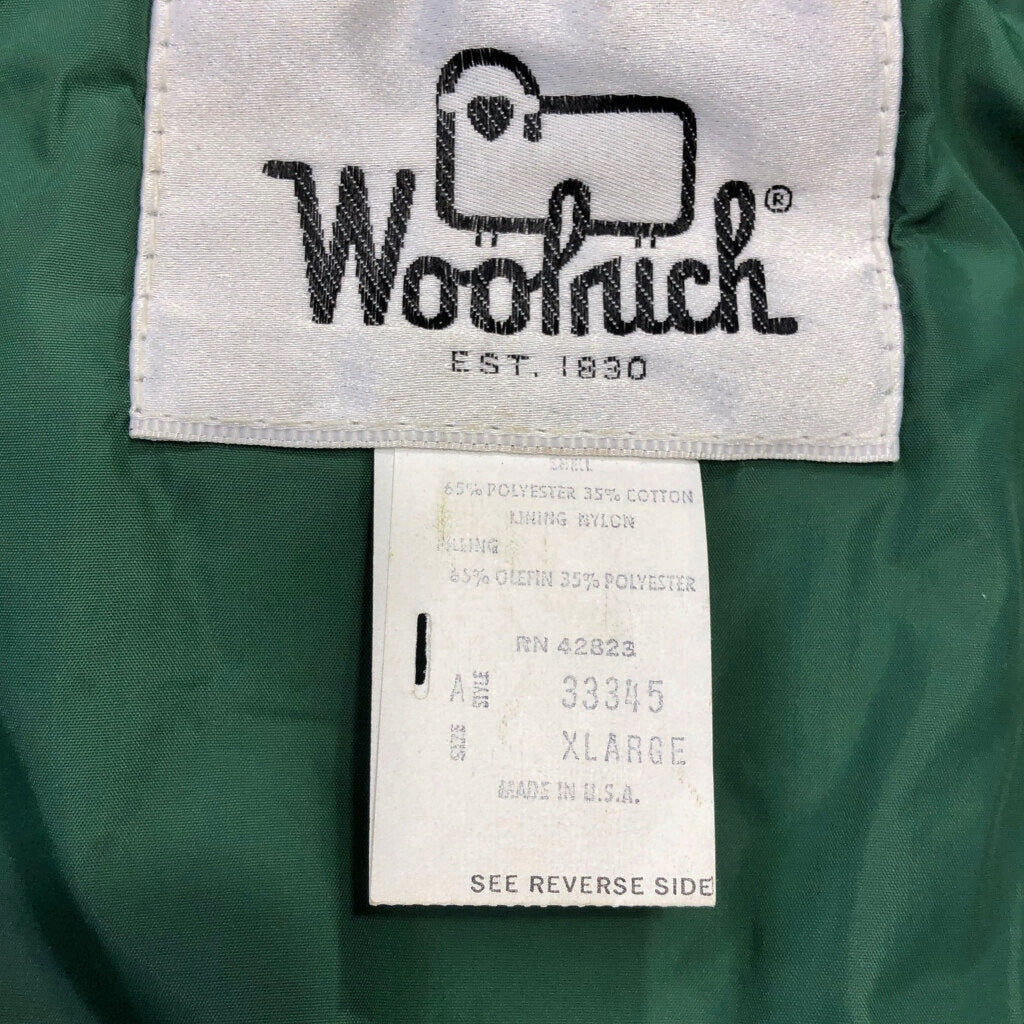 Woolrich®
EST. 1830
SHELL
65% POLYESTER 35% COTTON
LINING NYLON
FILLING
65% OLEFIN 35% POLYESTER
RN 42823
A STYLE 33345
SIZE XLARGE
MADE IN U.S.A.
SEE REVERSE SIDE